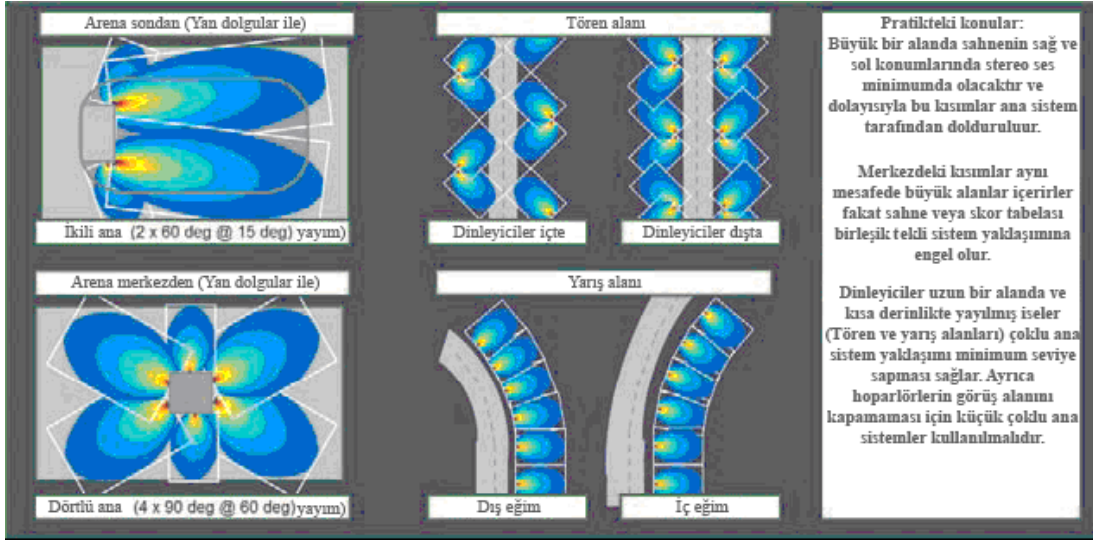 Arena sondan (Yan dolgular ile)
İkili ana (2 x 60 deg @ 15 deg) yayım)
Tören alanı
Dinleyiciler içte
Dinleyiciler dışta
Arena merkezden (Yan dolgular ile)
Dörtlü ana (4 x 90 deg @ 60 deg) yayım)
Yarış alanı
Dış eğim
İç eğim
Pratikteki konular:
Büyük bir alanda sahnenin sağ ve
sol konumlarında stereo ses
minimumda olacaktır ve
dolayısıyla bu kısımlar ana sistem
tarafından dolduruluur.
Merkezdeki kısımlar aynı
mesafede büyük alanlar içerirler
fakat sahne veya skor tabelası
birleşik tekli sistem yaklaşımına
engel olur.
Dinleyiciler uzun bir alanda ve
kısa derinlikte yayılmış iseler
(Tören ve yarış alanları) çoklu ana
sistem yaklaşımı minimum seviye
sapması sağlar. Ayrıca
hoparlörlerin görüş alanını
kapamaması için küçük çoklu ana
sistemler kullanılmalıdır.